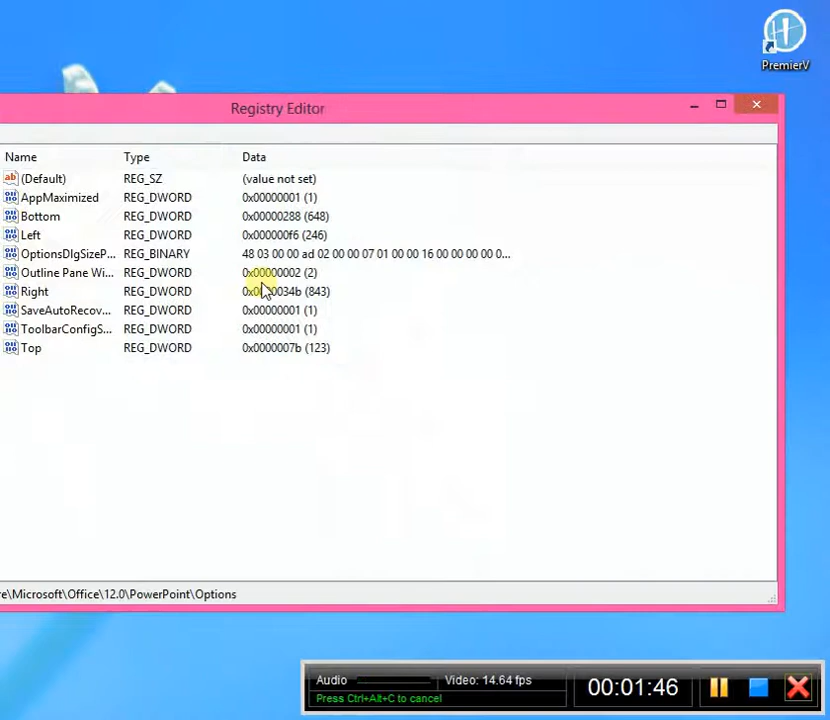 PremierV
Registry Editor
Name Type Data
(Default) REG_SZ (value not set)
AppMaximized REG_DWORD 0x00000001 (1)
Bottom REG_DWORD 0x00000288 (648)
Left REG_DWORD 0x000000f6 (246)
OptionsDlgSizeP... REG_BINARY 48 03 00 00 ad 02 00 00 07 01 00 00 16 00 00 00 00 0...
Outline Pane Wi... REG_DWORD 0x00000002 (2)
Right REG_DWORD 0x0000034b (843)
SaveAutoRecov... REG_DWORD 0x00000001 (1)
ToolbarConfigS... REG_DWORD 0x00000001 (1)
Top REG_DWORD 0x0000007b (123)
re\Microsoft\Office\12.0\PowerPoint\Options
Audio Video: 14.64 fps
Press Ctrl+Alt+C to cancel
00:01:46